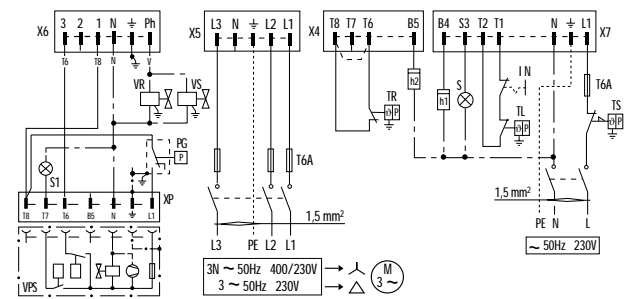 X6
3 2 1 N Ph
T6 T8 N V
VR VS
PG
P
S1
XP
T8 T7 T6 B5 N L1
VPS
X5
L3 N L2 L1
T6A
1,5 mm²
L3 PE L2 L1
3N ~ 50Hz 400/230V
3 ~ 50Hz 230V
M
3 ~
X4
T8 T7 T6 B5
h2
TR
ϑ P
X7
B4 S3 T2 T1 N L1
h1
S
I N
TL
ϑ P
T6A
TS
ϑ P
1,5 mm²
PE N L
~ 50Hz 230V